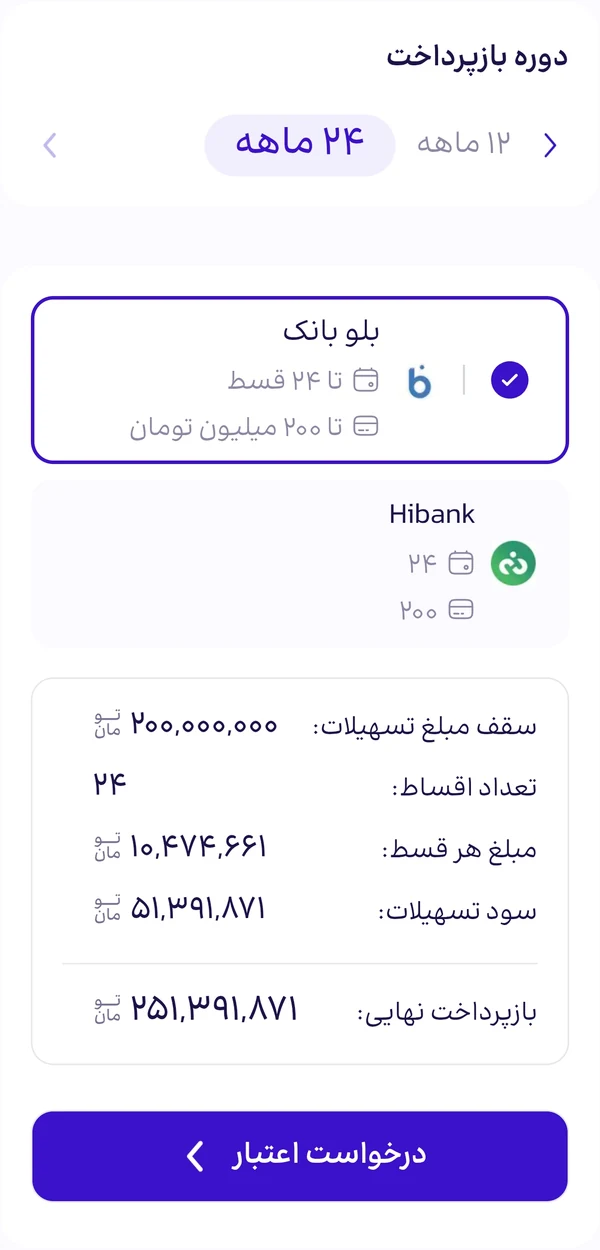 دوره بازپرداخت
۱۲ ماهه
۲۴ ماهه
بلو بانک
تا ۲۴ قسط
تا ۲۰۰ میلیون تومان
Hibank
۲۴
۲۰۰
سقف مبلغ تسهیلات: ۲۰۰,۰۰۰,۰۰۰ تومان
تعداد اقساط: ۲۴
مبلغ هر قسط: ۱۰,۴۷۴,۶۶۱ تومان
سود تسهیلات: ۵۱,۳۹۱,۸۷۱ تومان
بازپرداخت نهایی: ۲۵۱,۳۹۱,۸۷۱ تومان
درخواست اعتبار